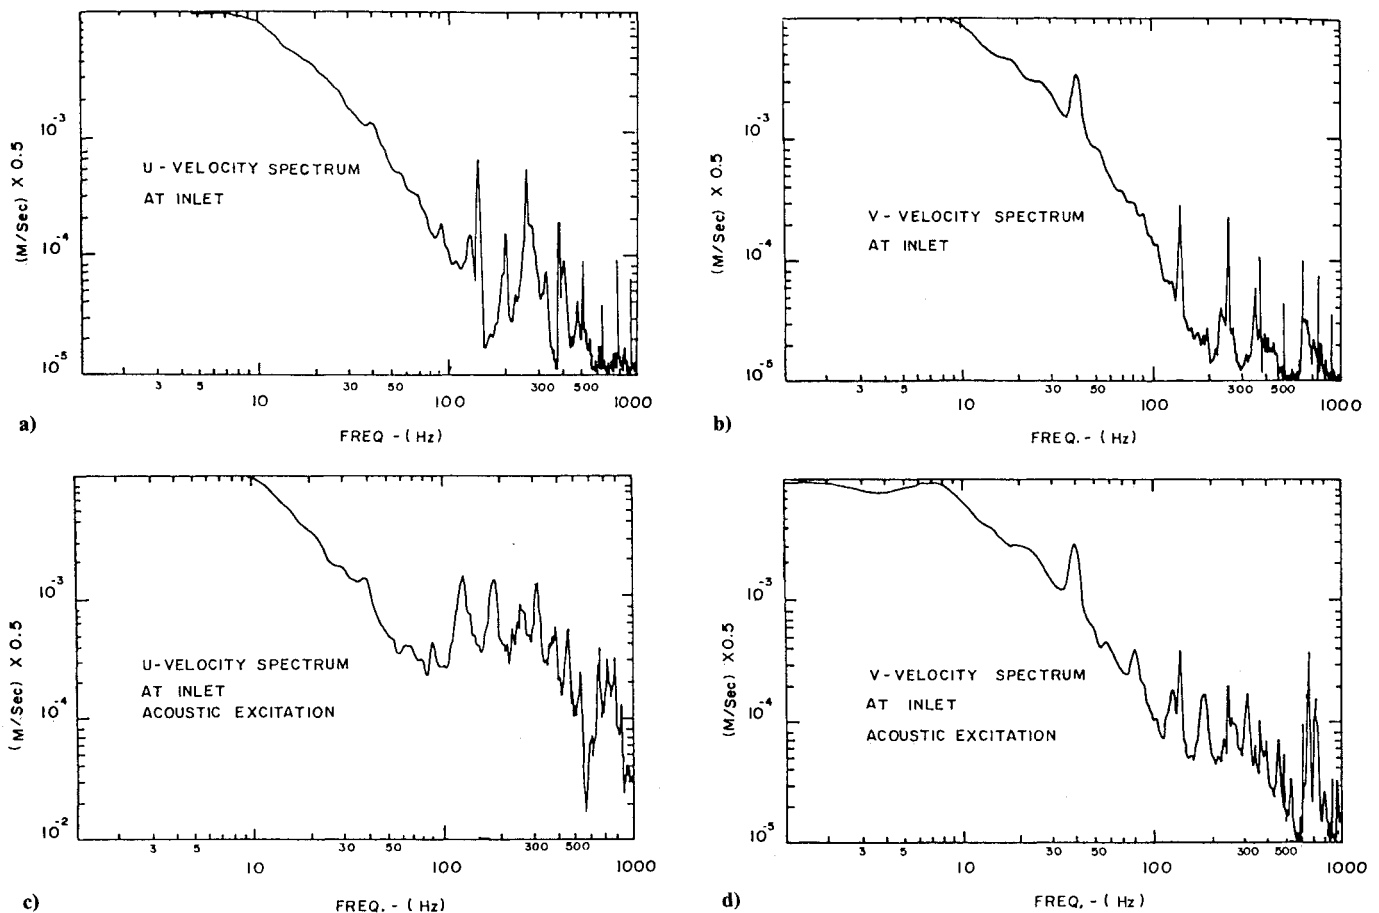 10-3
10-4
10-5
(M/Sec) X 0.5
U - VELOCITY SPECTRUM
AT INLET
3 5 30 50 300 500
10 100 1000
FREQ - ( Hz)
a)
10-3
10-4
10-5
(M/Sec) X 0.5
V - VELOCITY SPECTRUM
AT INLET
3 5 30 50 300 500
10 100 1000
FREQ. - ( Hz)
b)
10-3
10-4
10-2
(M/Sec) X 0.5
U-VELOCITY SPECTRUM
AT INLET
ACOUSTIC EXCITATION
3 5 30 50 300 500
10 100 1000
FREQ. - ( Hz)
c)
10-3
10-4
10-5
(M/Sec) X0.5
V-VELOCITY SPECTRUM
AT INLET
ACOUSTIC EXCITATION
3 5 30 50 300 500
10 100 1000
FREQ, - ( Hz)
d)